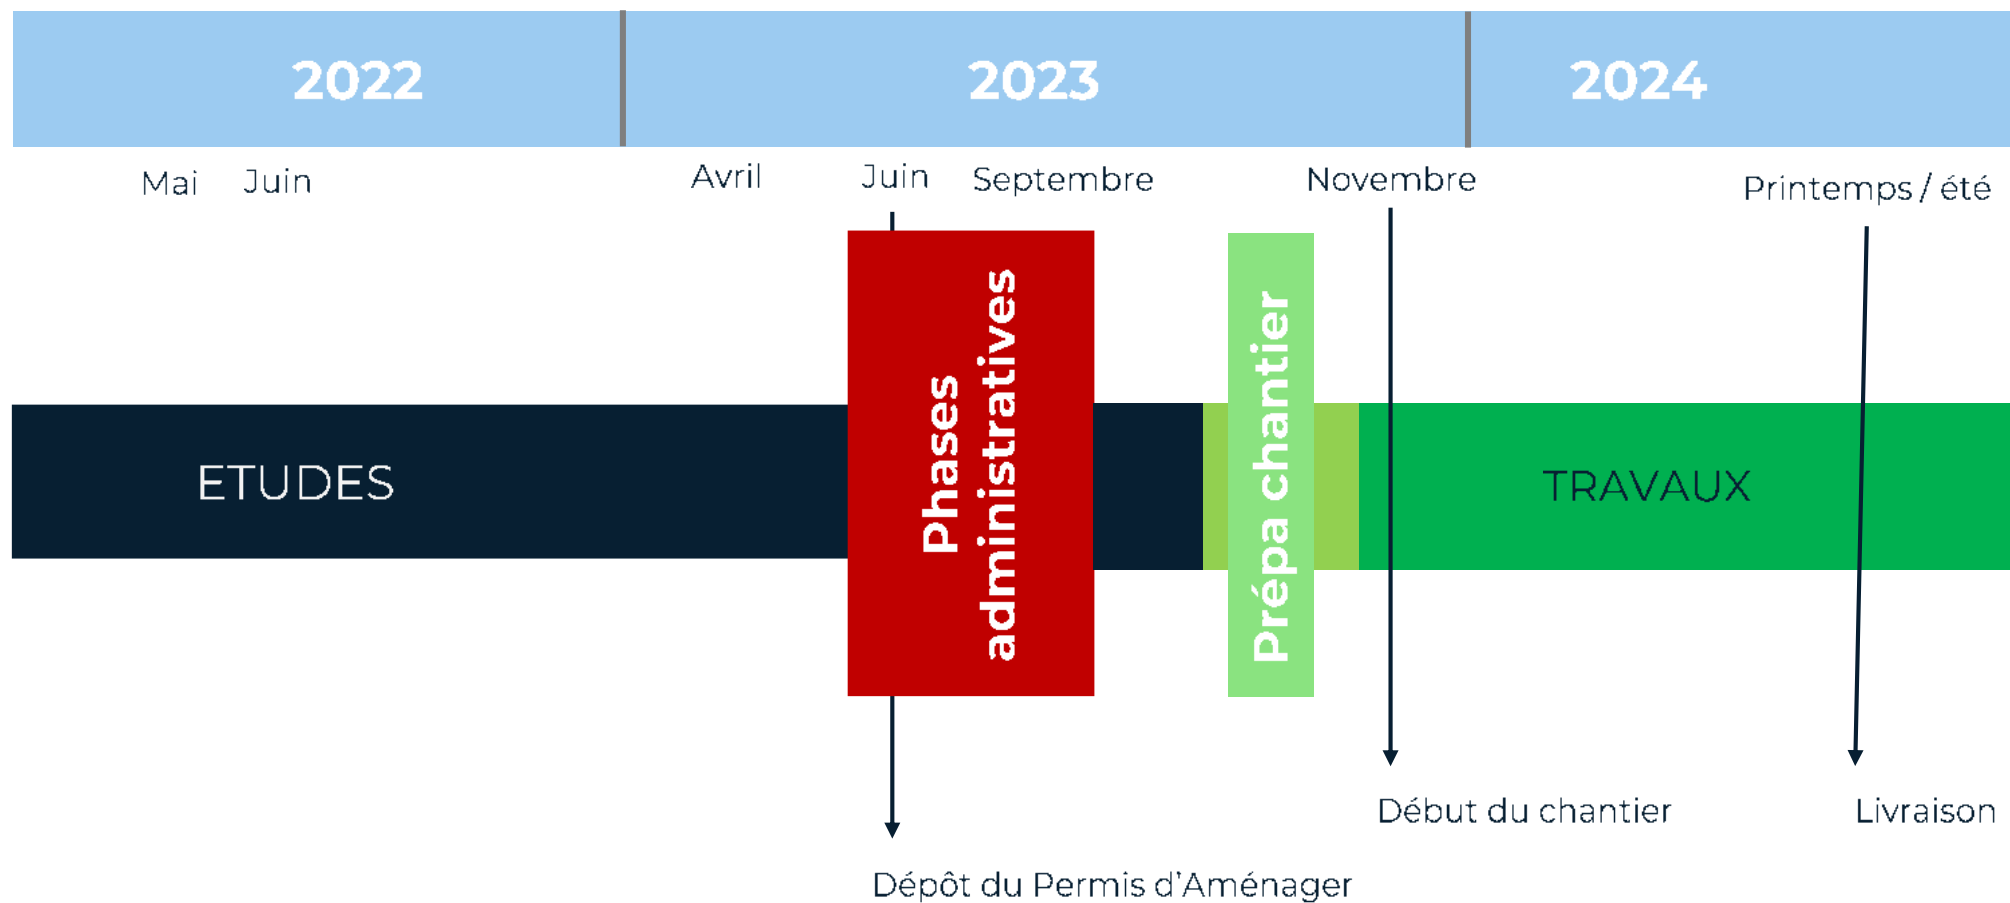 2022
2023
2024
Mai
Juin
Avril
Juin
Septembre
Novembre
Printemps / été
ETUDES
Phases
administratives
Prépa chantier
TRAVAUX
Début du chantier
Livraison
Dépôt du Permis d'Aménager